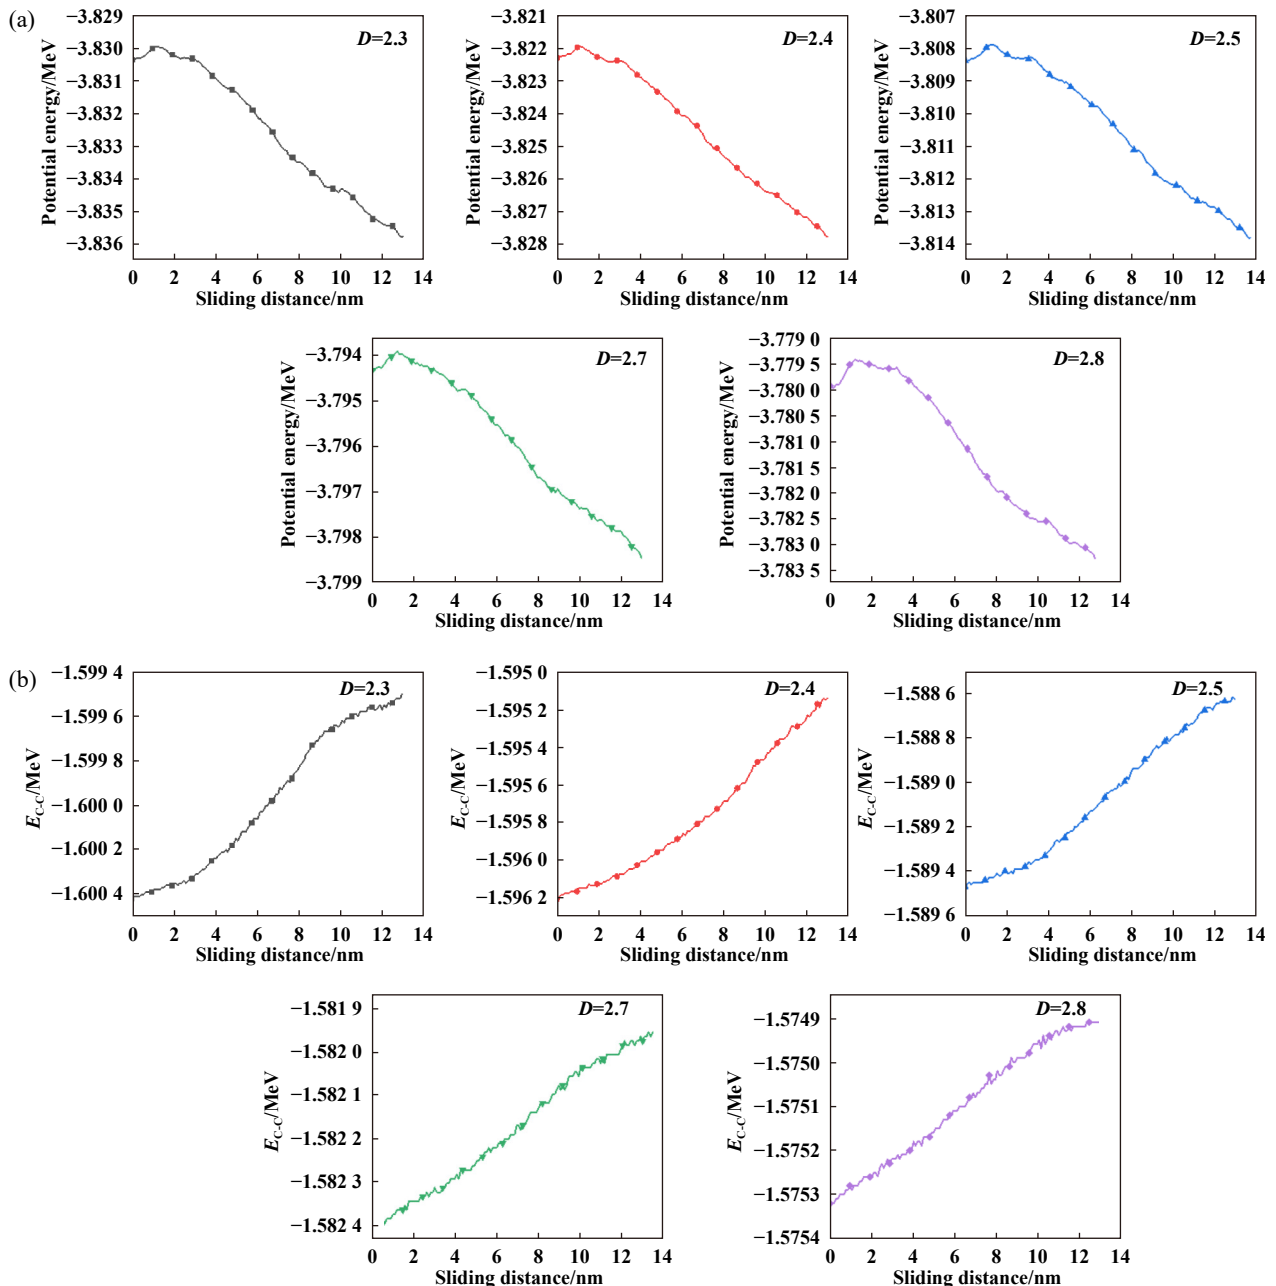 (a)
−3.829
−3.830
−3.831
−3.832
−3.833
−3.834
−3.835
−3.836
Potential energy/MeV
D=2.3
0 2 4 6 8 10 12 14
Sliding distance/nm
−3.821
−3.822
−3.823
−3.824
−3.825
−3.826
−3.827
−3.828
Potential energy/MeV
D=2.4
0 2 4 6 8 10 12 14
Sliding distance/nm
−3.807
−3.808
−3.809
−3.810
−3.811
−3.812
−3.813
−3.814
Potential energy/MeV
D=2.5
0 2 4 6 8 10 12 14
Sliding distance/nm
−3.794
−3.795
−3.796
−3.797
−3.798
−3.799
Potential energy/MeV
D=2.7
0 2 4 6 8 10 12 14
Sliding distance/nm
−3.779 0
−3.779 5
−3.780 0
−3.780 5
−3.781 0
−3.781 5
−3.782 0
−3.782 5
−3.783 0
−3.783 5
Potential energy/MeV
D=2.8
0 2 4 6 8 10 12 14
Sliding distance/nm
(b)
−1.599 4
−1.599 6
−1.599 8
−1.600 0
−1.600 2
−1.600 4
E_C-C/MeV
D=2.3
0 2 4 6 8 10 12 14
Sliding distance/nm
−1.595 0
−1.595 2
−1.595 4
−1.595 6
−1.595 8
−1.596 0
−1.596 2
E_C-C/MeV
D=2.4
0 2 4 6 8 10 12 14
Sliding distance/nm
−1.588 6
−1.588 8
−1.589 0
−1.589 2
−1.589 4
−1.589 6
E_C-C/MeV
D=2.5
0 2 4 6 8 10 12 14
Sliding distance/nm
−1.581 9
−1.582 0
−1.582 1
−1.582 2
−1.582 3
−1.582 4
E_C-C/MeV
D=2.7
0 2 4 6 8 10 12 14
Sliding distance/nm
−1.5749
−1.5750
−1.5751
−1.5752
−1.5753
−1.5754
E_C-C/MeV
D=2.8
0 2 4 6 8 10 12 14
Sliding distance/nm